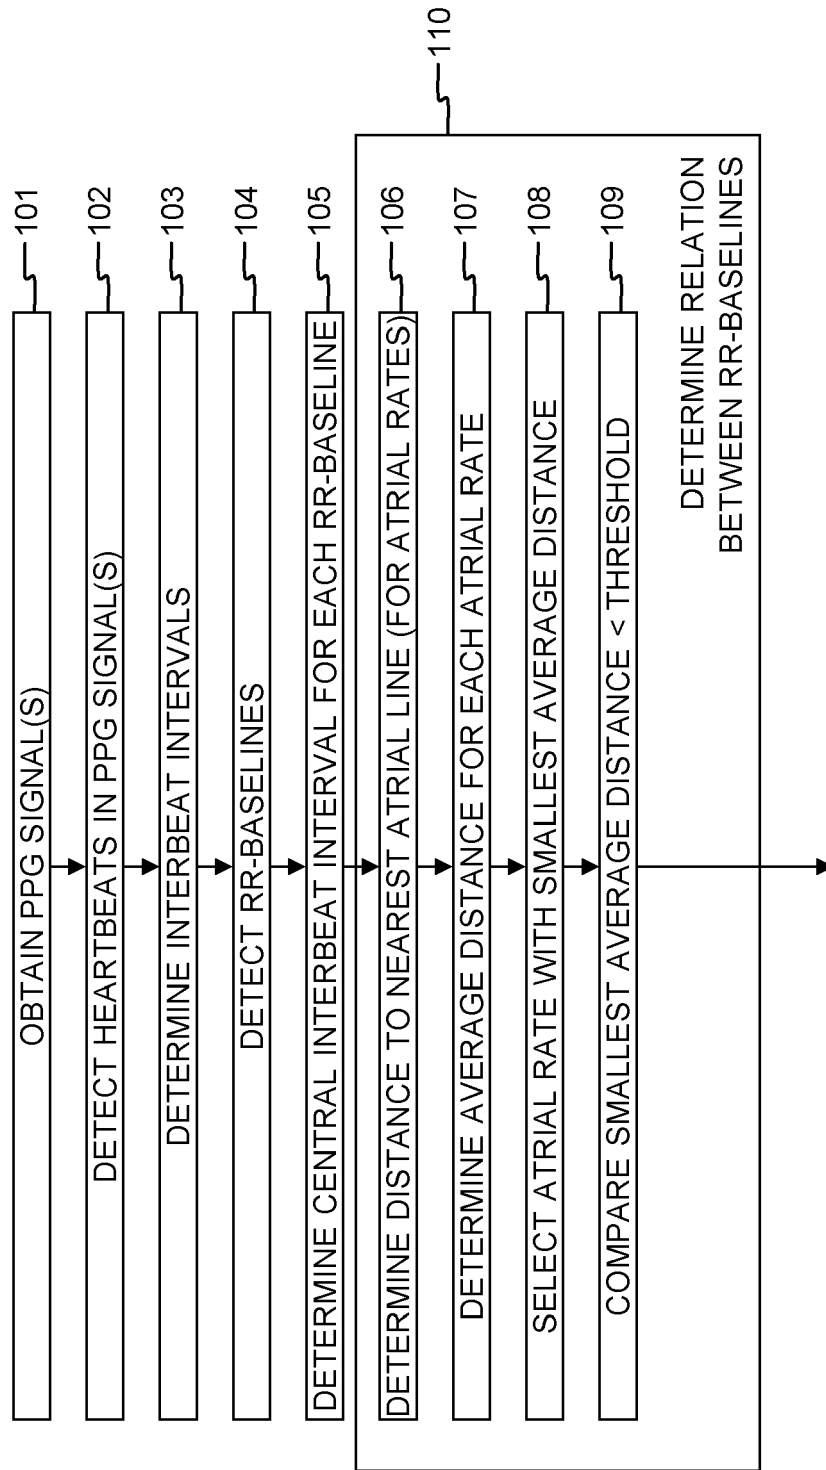 OBTAIN PPG SIGNAL(S)
101
DETECT HEARTBEATS IN PPG SIGNAL(S)
102
DETERMINE INTERBEAT INTERVALS
103
DETECT RR-BASELINES
104
DETERMINE CENTRAL INTERBEAT INTERVAL FOR EACH RR-BASELINE
105
DETERMINE DISTANCE TO NEAREST ATRIAL LINE (FOR ATRIAL RATES)
106
DETERMINE AVERAGE DISTANCE FOR EACH ATRIAL RATE
107
SELECT ATRIAL RATE WITH SMALLEST AVERAGE DISTANCE
108
COMPARE SMALLEST AVERAGE DISTANCE < THRESHOLD
109
DETERMINE RELATION
BETWEEN RR-BASELINES
110